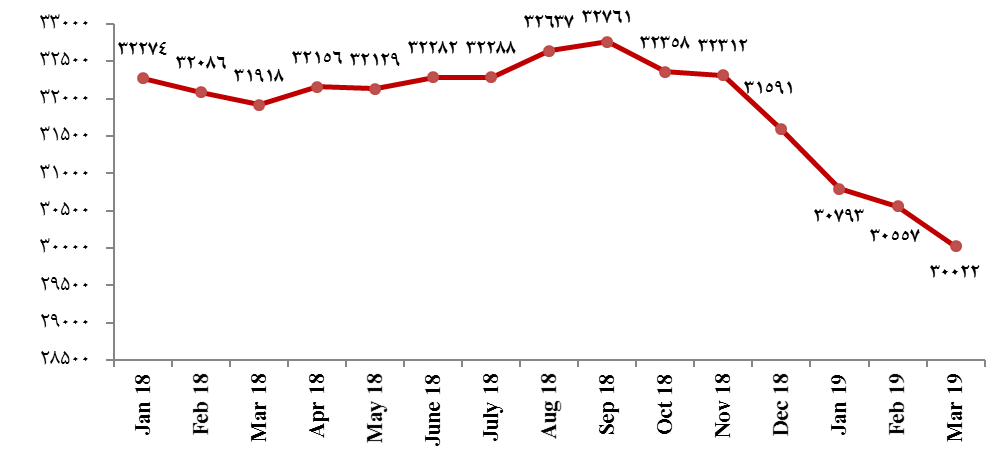 ۳۳۰۰۰
۳۲۵۰۰
۳۲۰۰۰
۳۱۵۰۰
۳۱۰۰۰
۳۰۵۰۰
۳۰۰۰۰
۲۹۵۰۰
۲۹۰۰۰
۲۸۵۰۰
۳۲۲۷۴
۳۲۰۸۶
۳۱۹۱۸
۳۲۱۵۶
۳۲۱۲۹
۳۲۲۸۲
۳۲۲۸۸
۳۲۶۳۷
۳۲۷۶۱
۳۲۳۵۸
۳۲۳۱۲
۳۱۵۹۱
۳۰۷۹۳
۳۰۵۵۷
۳۰۰۲۲
Jan 18
Feb 18
Mar 18
Apr 18
May 18
June 18
July 18
Aug 18
Sep 18
Oct 18
Nov 18
Dec 18
Jan 19
Feb 19
Mar 19